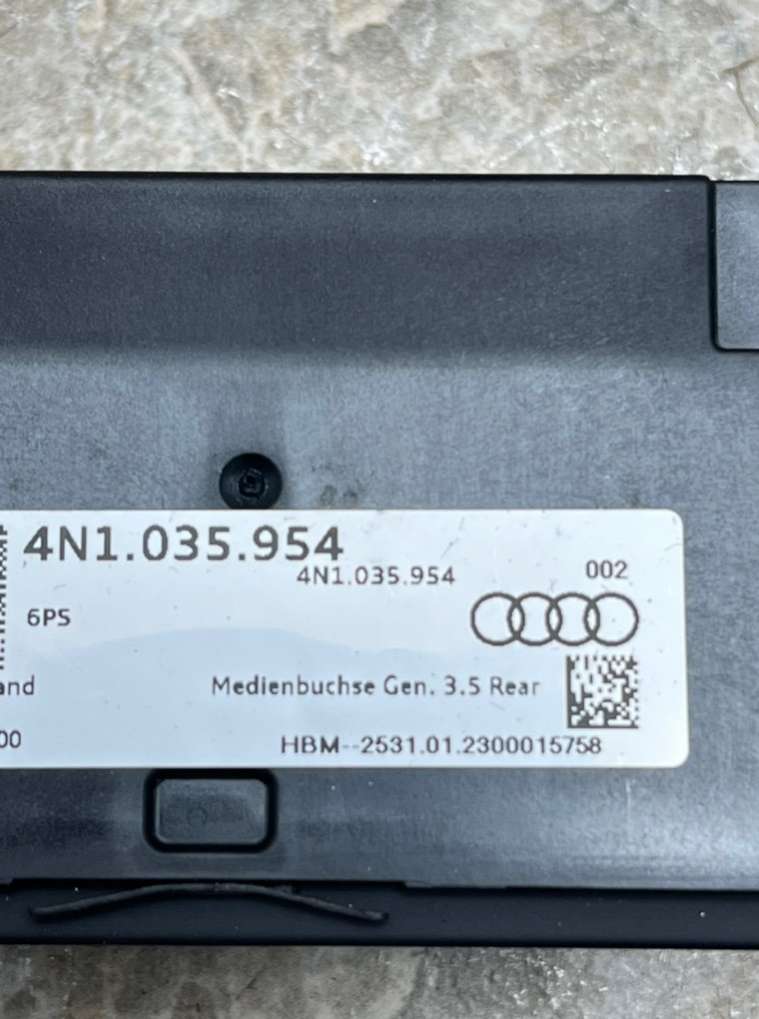 4N1.035.954
4N1.035.954 002
6PS
and
Medienbuchse Gen. 3.5 Rear
00
HBM--2531.01.2300015758